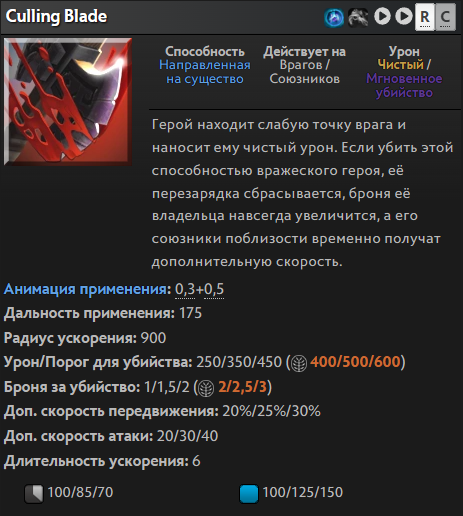 Culling Blade R C
Способность Действует на Урон
Направленная Врагов / Чистый /
на существо Союзников Мгновенное
убийство
Герой находит слабую точку врага и
наносит ему чистый урон. Если убить этой
способностью вражеского героя, её
перезарядка сбрасывается, броня её
владельца навсегда увеличится, а его
союзники поблизости временно получат
дополнительную скорость.
Анимация применения: 0,3+0,5
Дальность применения: 175
Радиус ускорения: 900
Урон/Порог для убийства: 250/350/450 (400/500/600)
Броня за убийство: 1/1,5/2 (2/2,5/3)
Доп. скорость передвижения: 20%/25%/30%
Доп. скорость атаки: 20/30/40
Длительность ускорения: 6
100/85/70 100/125/150